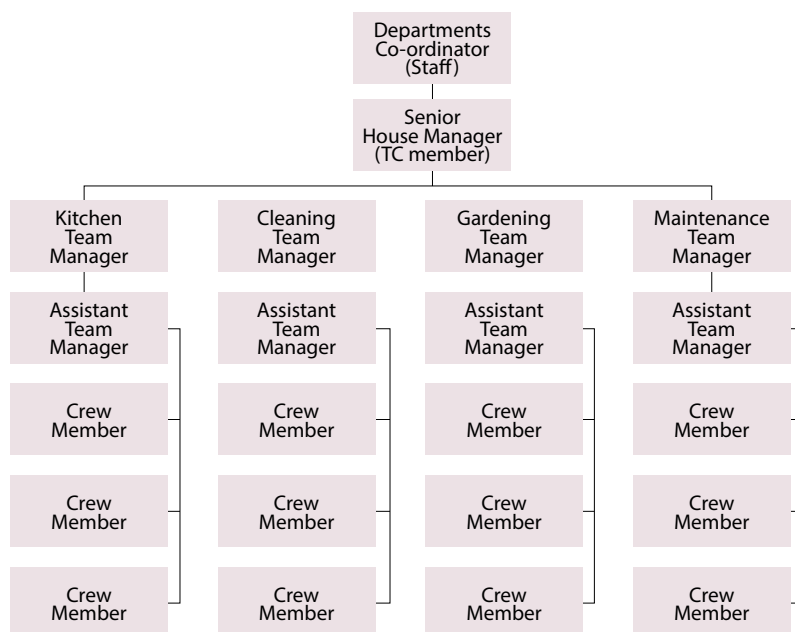 Departments
Co-ordinator
(Staff)
Senior
House Manager
(TC member)
Kitchen
Team
Manager
Cleaning
Team
Manager
Gardening
Team
Manager
Maintenance
Team
Manager
Assistant
Team
Manager
Assistant
Team
Manager
Assistant
Team
Manager
Assistant
Team
Manager
Crew
Member
Crew
Member
Crew
Member
Crew
Member
Crew
Member
Crew
Member
Crew
Member
Crew
Member
Crew
Member
Crew
Member
Crew
Member
Crew
Member